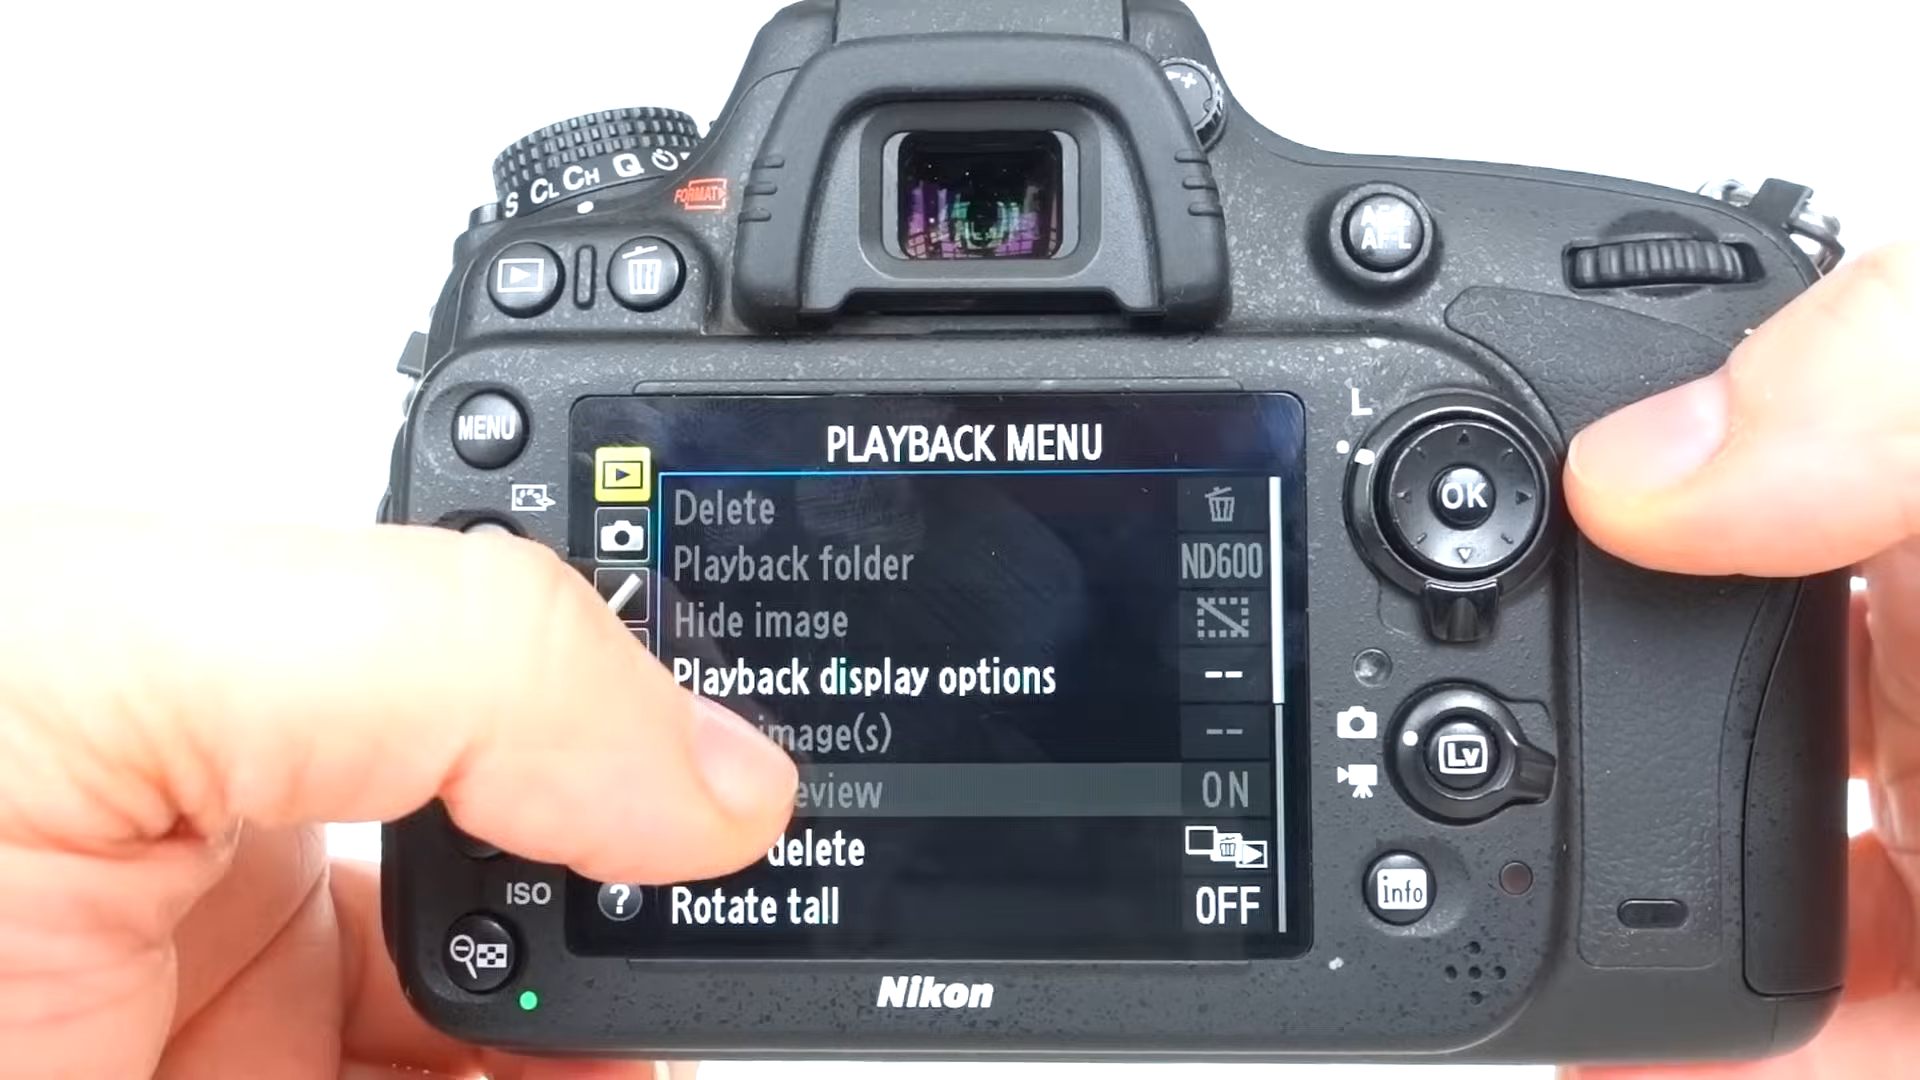 S CL CH Q
FORMAT
AE-L
AF-L
MENU
L
OK
PLAYBACK MENU
Delete
Playback folder ND600
Hide image
Playback display options --
image(s) --
eview ON
delete
Rotate tall OFF
?
Lv
info
ISO
Nikon